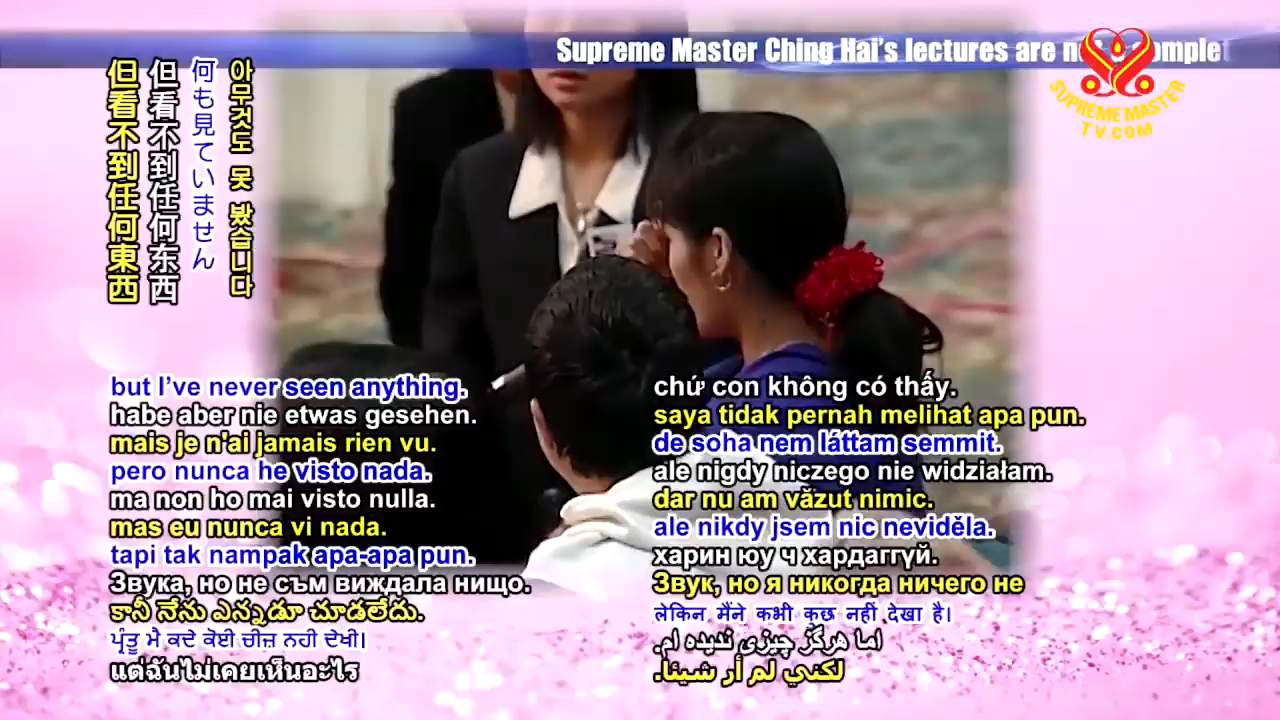 Supreme Master Ching Hai's lectures are
SUPREME MASTER
TV.COM
아무것도 못 봤습니다
何も見ていません
但看不到任何东西
但看不到任何東西
but I've never seen anything.
habe aber nie etwas gesehen.
mais je n'ai jamais rien vu.
pero nunca he visto nada.
ma non ho mai visto nulla.
mas eu nunca vi nada.
tapi tak nampak apa-apa pun.
Звука, но не съм виждала нищо.
కానీ నేను ఎన్నడూ చూడలేదు.
ਪ੍ਰੰਤੂ ਮੈ ਕਦੇ ਕੋਈ ਚੀਜ਼ ਨਹੀ ਦੇਖੀ।
แต่ฉันไม่เคยเห็นอะไร
chứ con không có thấy.
saya tidak pernah melihat apa pun.
de soha nem láttam semmit.
ale nigdy niczego nie widziałam.
dar nu am văzut nimic.
ale nikdy jsem nic neviděla.
харин юу ч хардаггүй.
Звук, но я никогда ничего не
लेकिन मैंने कभी कुछ नहीं देखा है।
اما هرگز چیزی ندیده ام.
لكنني لم أر شيئا.